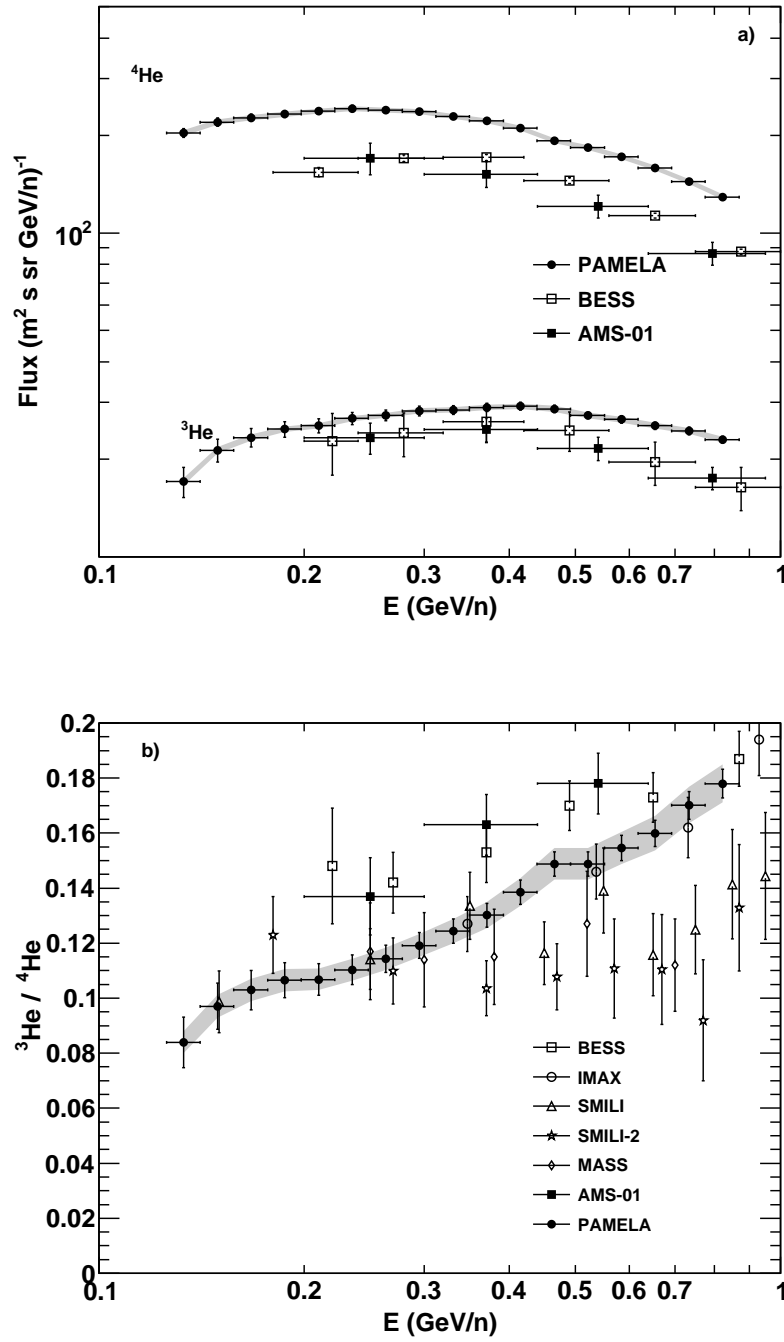 a)
⁴He
10²
Flux (m² s sr GeV/n)⁻¹
PAMELA
BESS
AMS-01
³He
0.1 0.2 0.3 0.4 0.5 0.6 0.7 1
E (GeV/n)
b)
0.2
0.18
0.16
0.14
0.12
0.1
0.08
0.06
0.04
0.02
0
³He / ⁴He
BESS
IMAX
SMILI
SMILI-2
MASS
AMS-01
PAMELA
0.1 0.2 0.3 0.4 0.5 0.6 0.7 1
E (GeV/n)